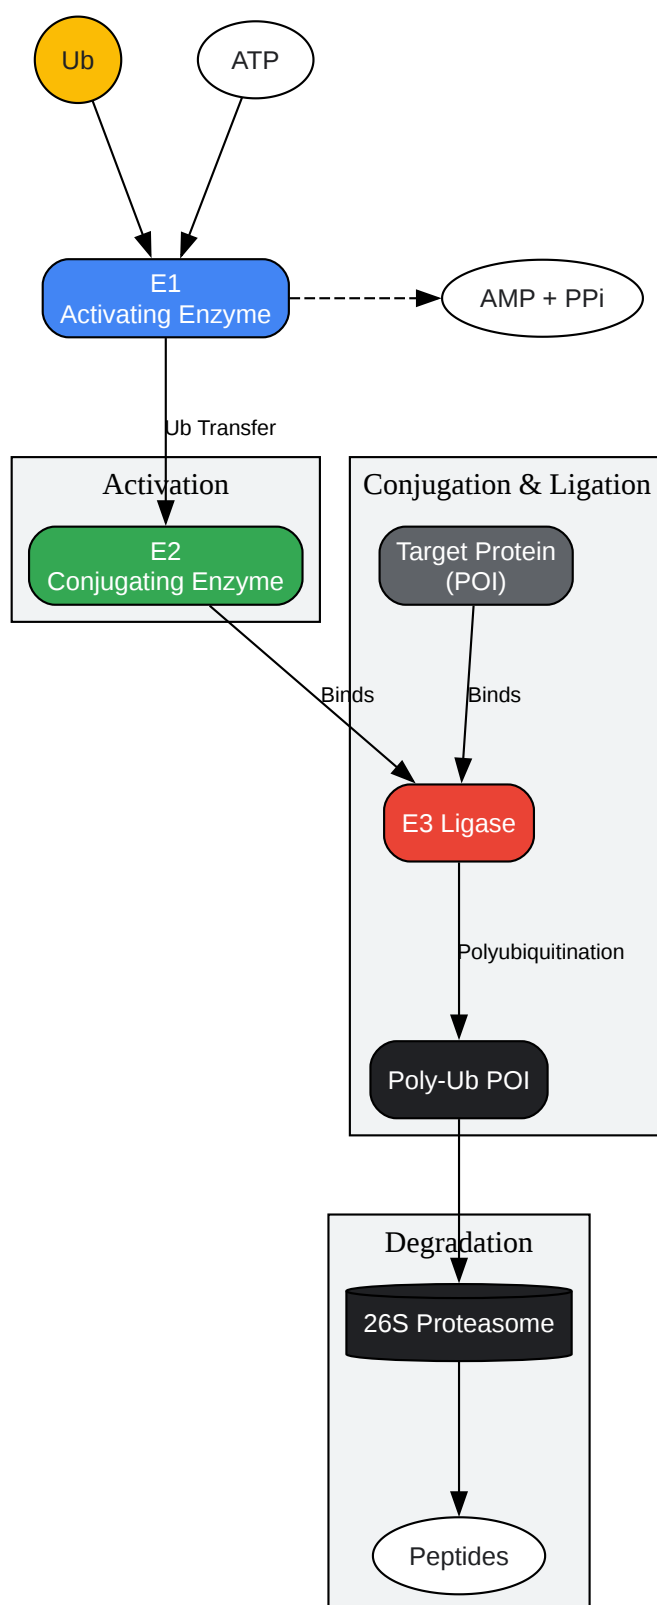 Ub
ATP
E1
Activating Enzyme
AMP + PPi
Ub Transfer
Activation
Conjugation & Ligation
E2
Conjugating Enzyme
Target Protein
(POI)
Binds
Binds
E3 Ligase
Polyubiquitination
Poly-Ub POI
Degradation
26S Proteasome
Peptides